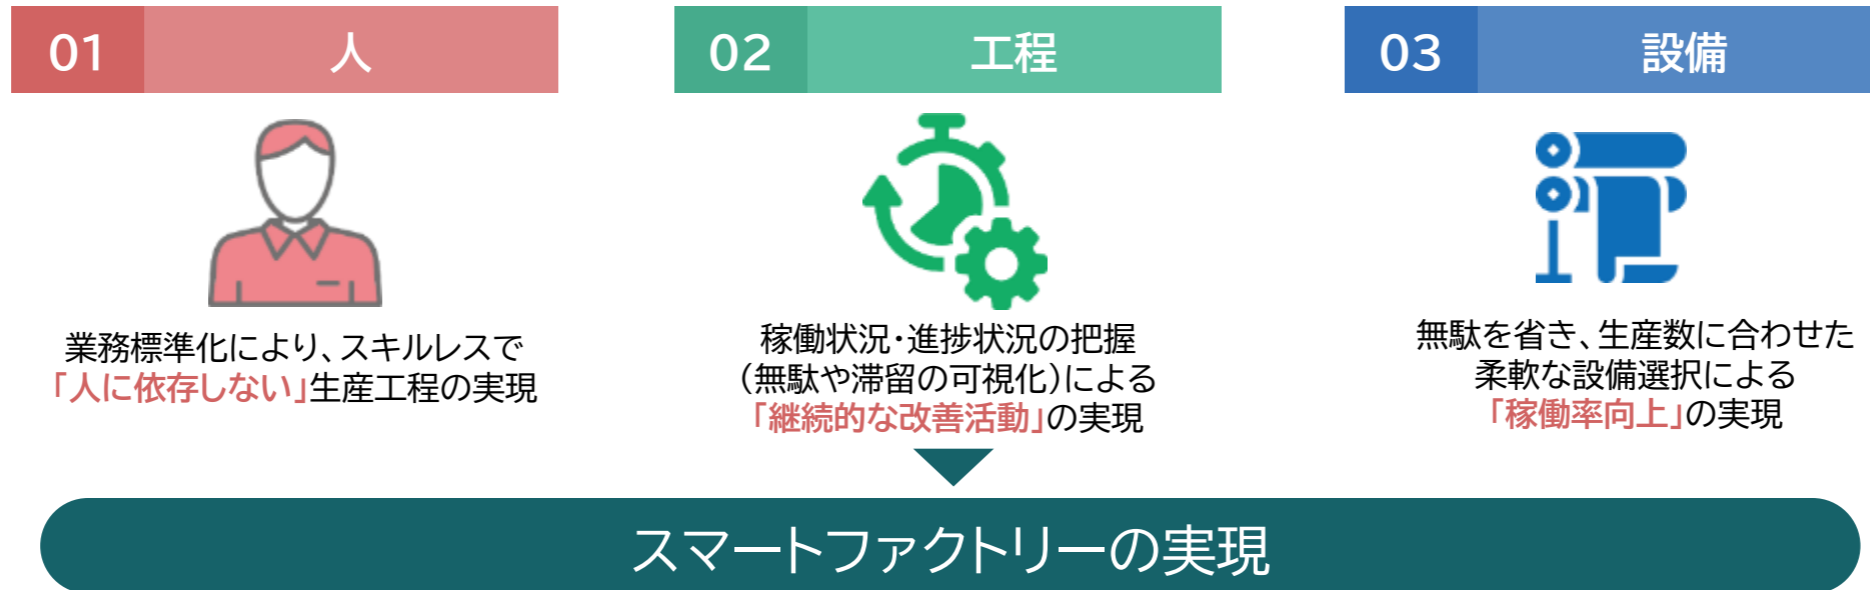 01 人
業務標準化により、スキルレスで
「人に依存しない」生産工程の実現
02 工程
稼働状況・進捗状況の把握
（無駄や滞留の可視化）による
「継続的な改善活動」の実現
03 設備
無駄を省き、生産数に合わせた
柔軟な設備選択による
「稼働率向上」の実現
スマートファクトリーの実現